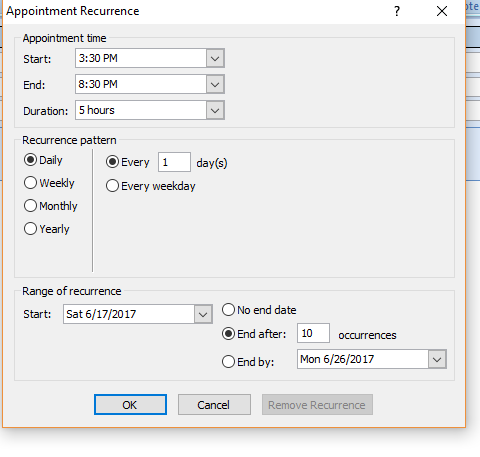 Appointment Recurrence ? ote
Appointment time
Start: 3:30 PM
End: 8:30 PM
Duration: 5 hours
Recurrence pattern
Daily Every 1 day(s)
Weekly Every weekday
Monthly
Yearly
Range of recurrence
Start: Sat 6/17/2017 No end date
End after: 10 occurrences
End by: Mon 6/26/2017
OK Cancel Remove Recurrence